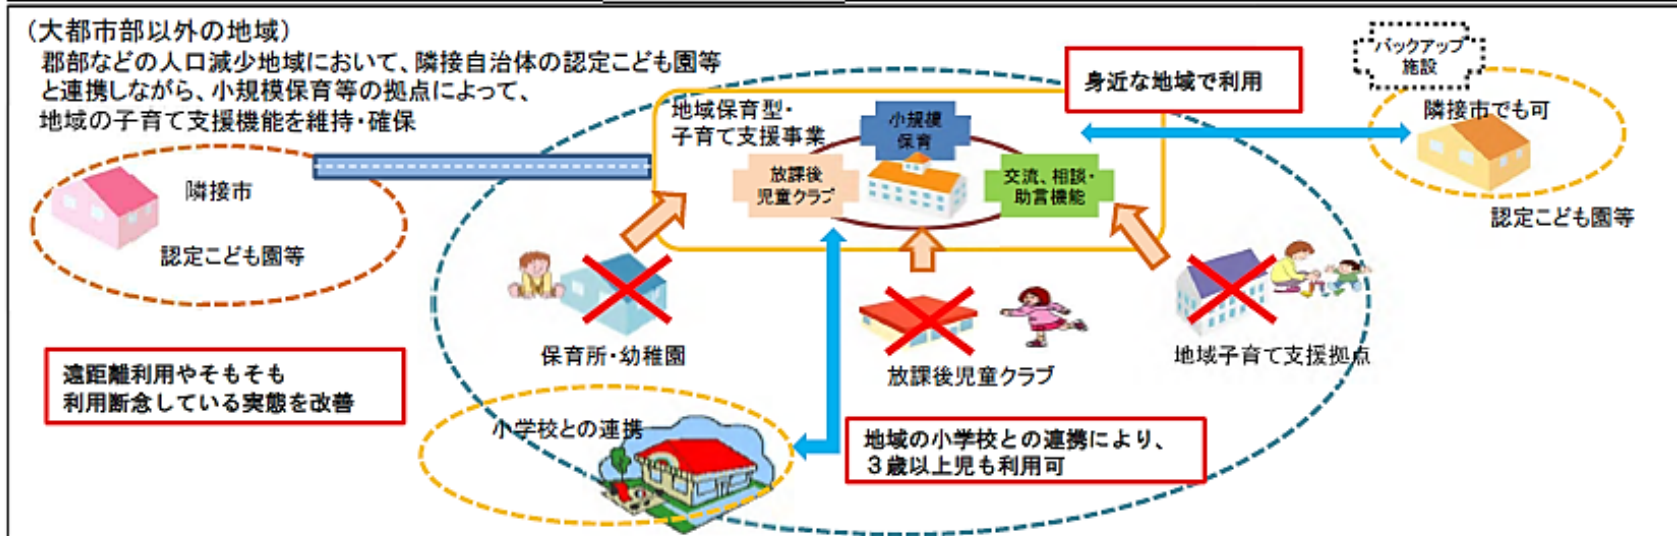 （大都市部以外の地域）
郡部などの人口減少地域において、隣接自治体の認定こども園等
と連携しながら、小規模保育等の拠点によって、
地域の子育て支援機能を維持・確保
バックアップ
施設
身近な地域で利用
隣接市でも可
認定こども園等
地域保育型・
子育て支援事業
小規模
保育
放課後
児童クラブ
交流、相談・
助言機能
隣接市
認定こども園等
保育所・幼稚園
放課後児童クラブ
地域子育て支援拠点
遠距離利用やそもそも
利用断念している実態を改善
小学校との連携
地域の小学校との連携により、
３歳以上児も利用可